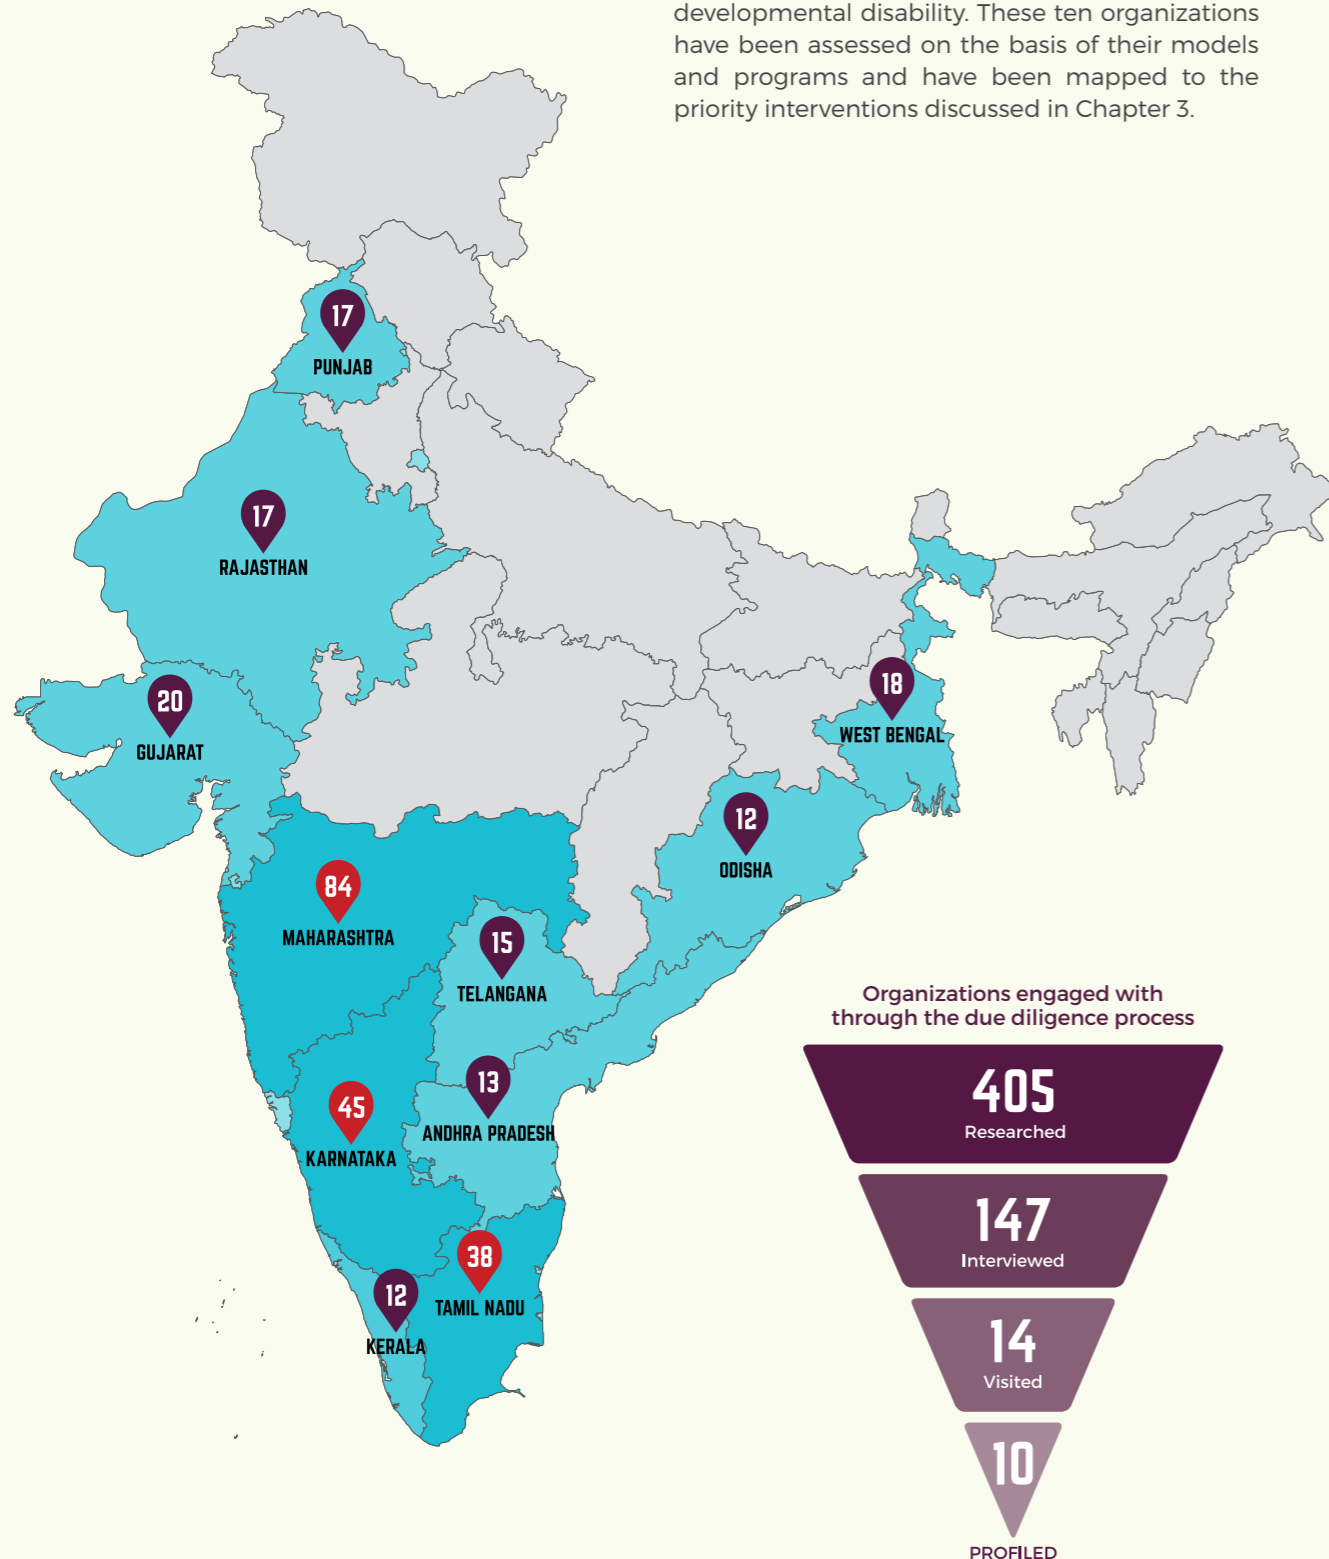 developmental disability. These ten organizations
have been assessed on the basis of their models
and programs and have been mapped to the
priority interventions discussed in Chapter 3.
17
PUNJAB
17
RAJASTHAN
20
GUJARAT
18
WEST BENGAL
12
ODISHA
84
MAHARASHTRA
15
TELANGANA
13
ANDHRA PRADESH
45
KARNATAKA
38
TAMIL NADU
12
KERALA
Organizations engaged with
through the due diligence process
405
Researched
147
Interviewed
14
Visited
10
PROFILED